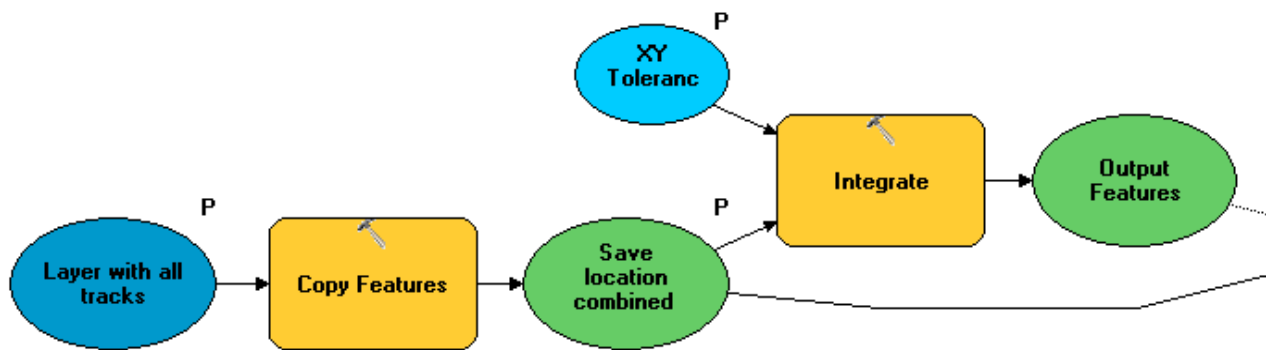 P
XY
Toleranc
Integrate
Output
Features
P
P
Layer with all
tracks
Copy Features
Save
location
combined